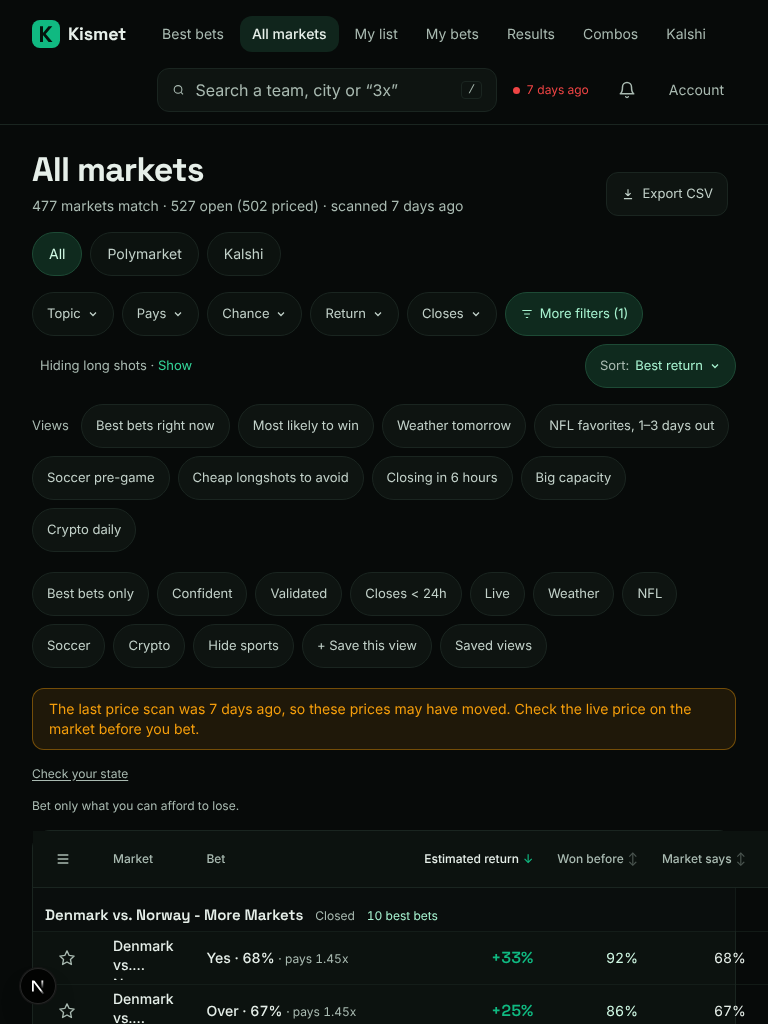 Kismet Best bets All markets My list My bets Results Combos Kalshi
Search a team, city or “3x” / 7 days ago Account
All markets
477 markets match · 527 open (502 priced) · scanned 7 days ago
Export CSV
All Polymarket Kalshi
Topic Pays Chance Return Closes More filters (1)
Hiding long shots · Show Sort: Best return
Views Best bets right now Most likely to win Weather tomorrow NFL favorites, 1–3 days out
Soccer pre-game Cheap longshots to avoid Closing in 6 hours Big capacity
Crypto daily
Best bets only Confident Validated Closes < 24h Live Weather NFL
Soccer Crypto Hide sports + Save this view Saved views
The last price scan was 7 days ago, so these prices may have moved. Check the live price on the
market before you bet.
Check your state
Bet only what you can afford to lose.
Market Bet Estimated return Won before Market says
Denmark vs. Norway - More Markets Closed 10 best bets
Denmark
vs.... Yes · 68% · pays 1.45x +33% 92% 68%
Denmark
vs.... Over · 67% · pays 1.45x +25% 86% 67%